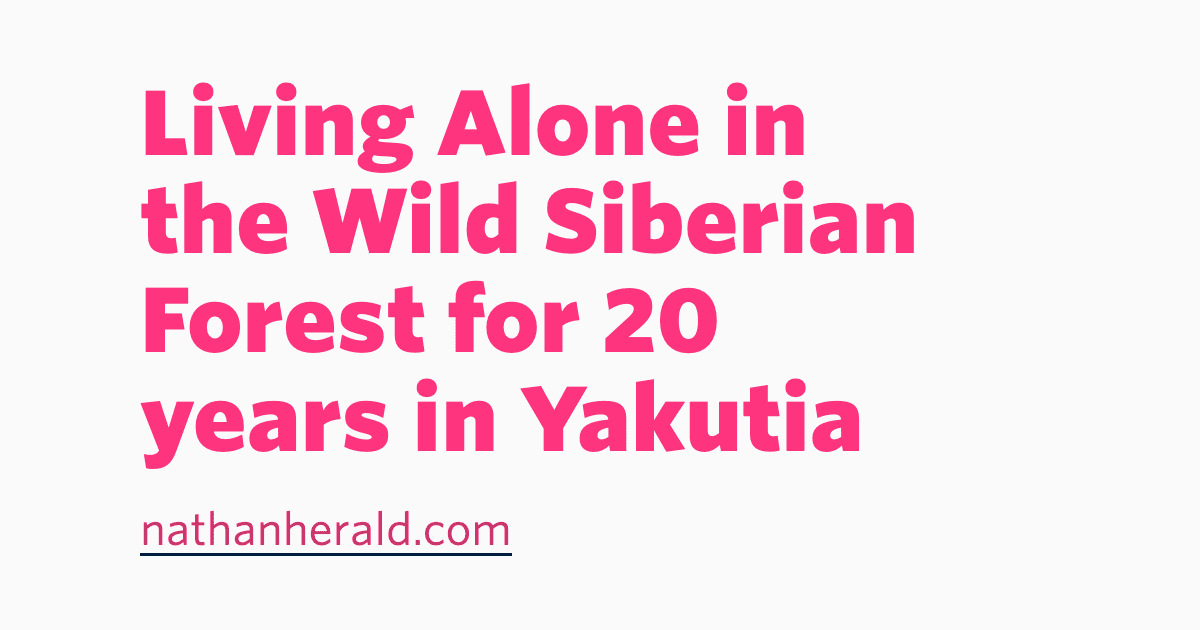 Living Alone in
the Wild Siberian
Forest for 20
years in Yakutia
nathanherald.com